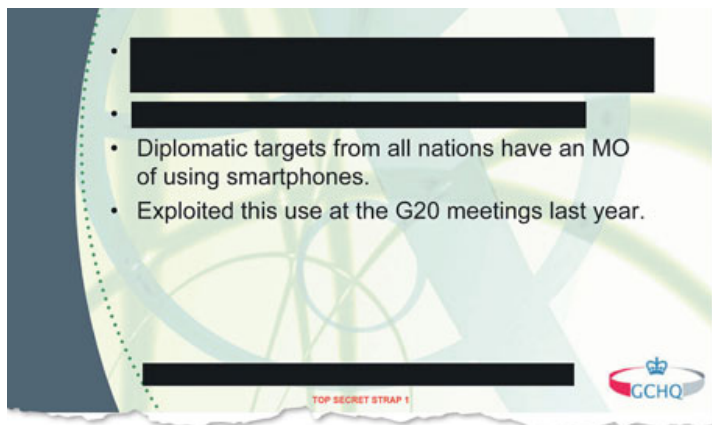 • Diplomatic targets from all nations have an MO
of using smartphones.
• Exploited this use at the G20 meetings last year.
TOP SECRET STRAP 1
GCHQ